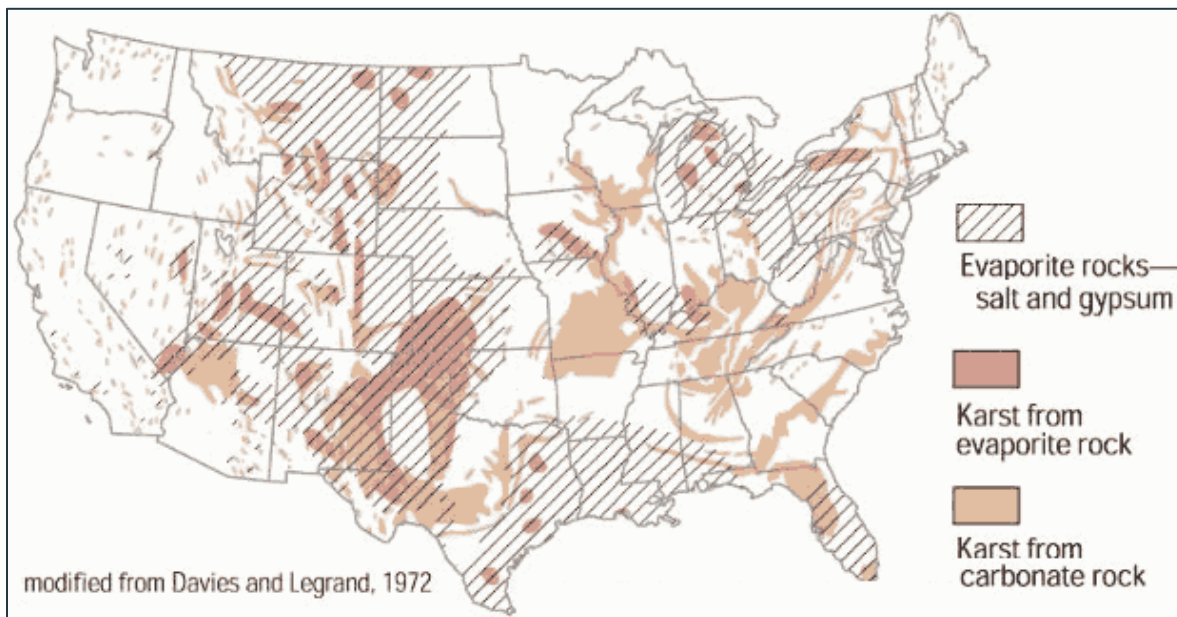 Evaporite rocks—
salt and gypsum
Karst from
evaporite rock
Karst from
carbonate rock
modified from Davies and Legrand, 1972